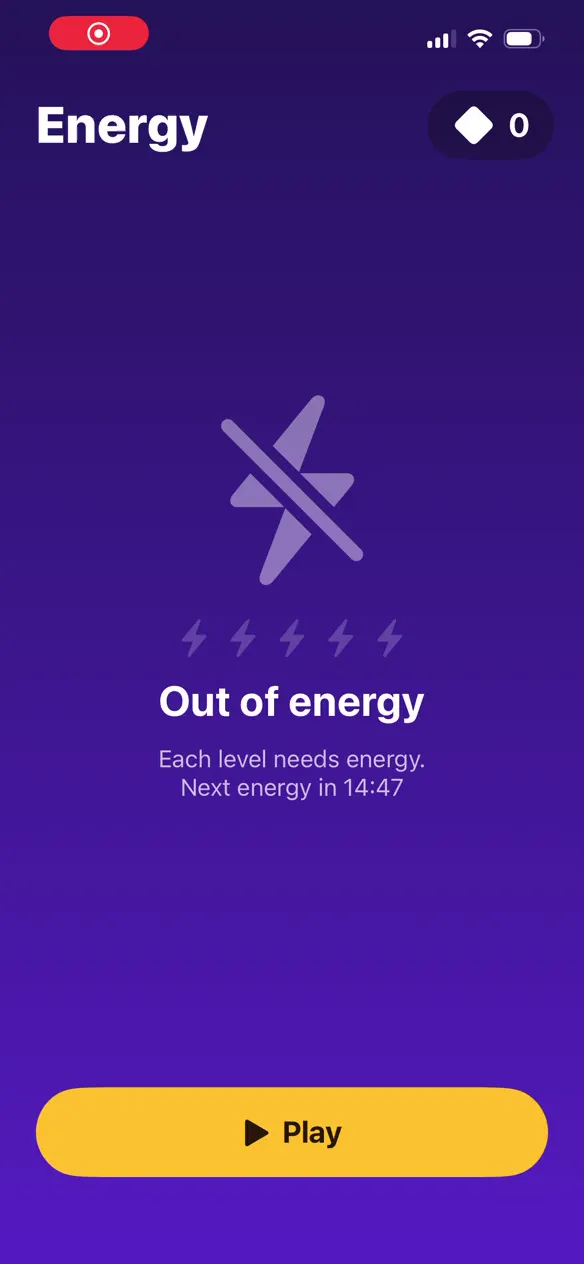 Energy
0
Out of energy
Each level needs energy.
Next energy in 14:47
Play